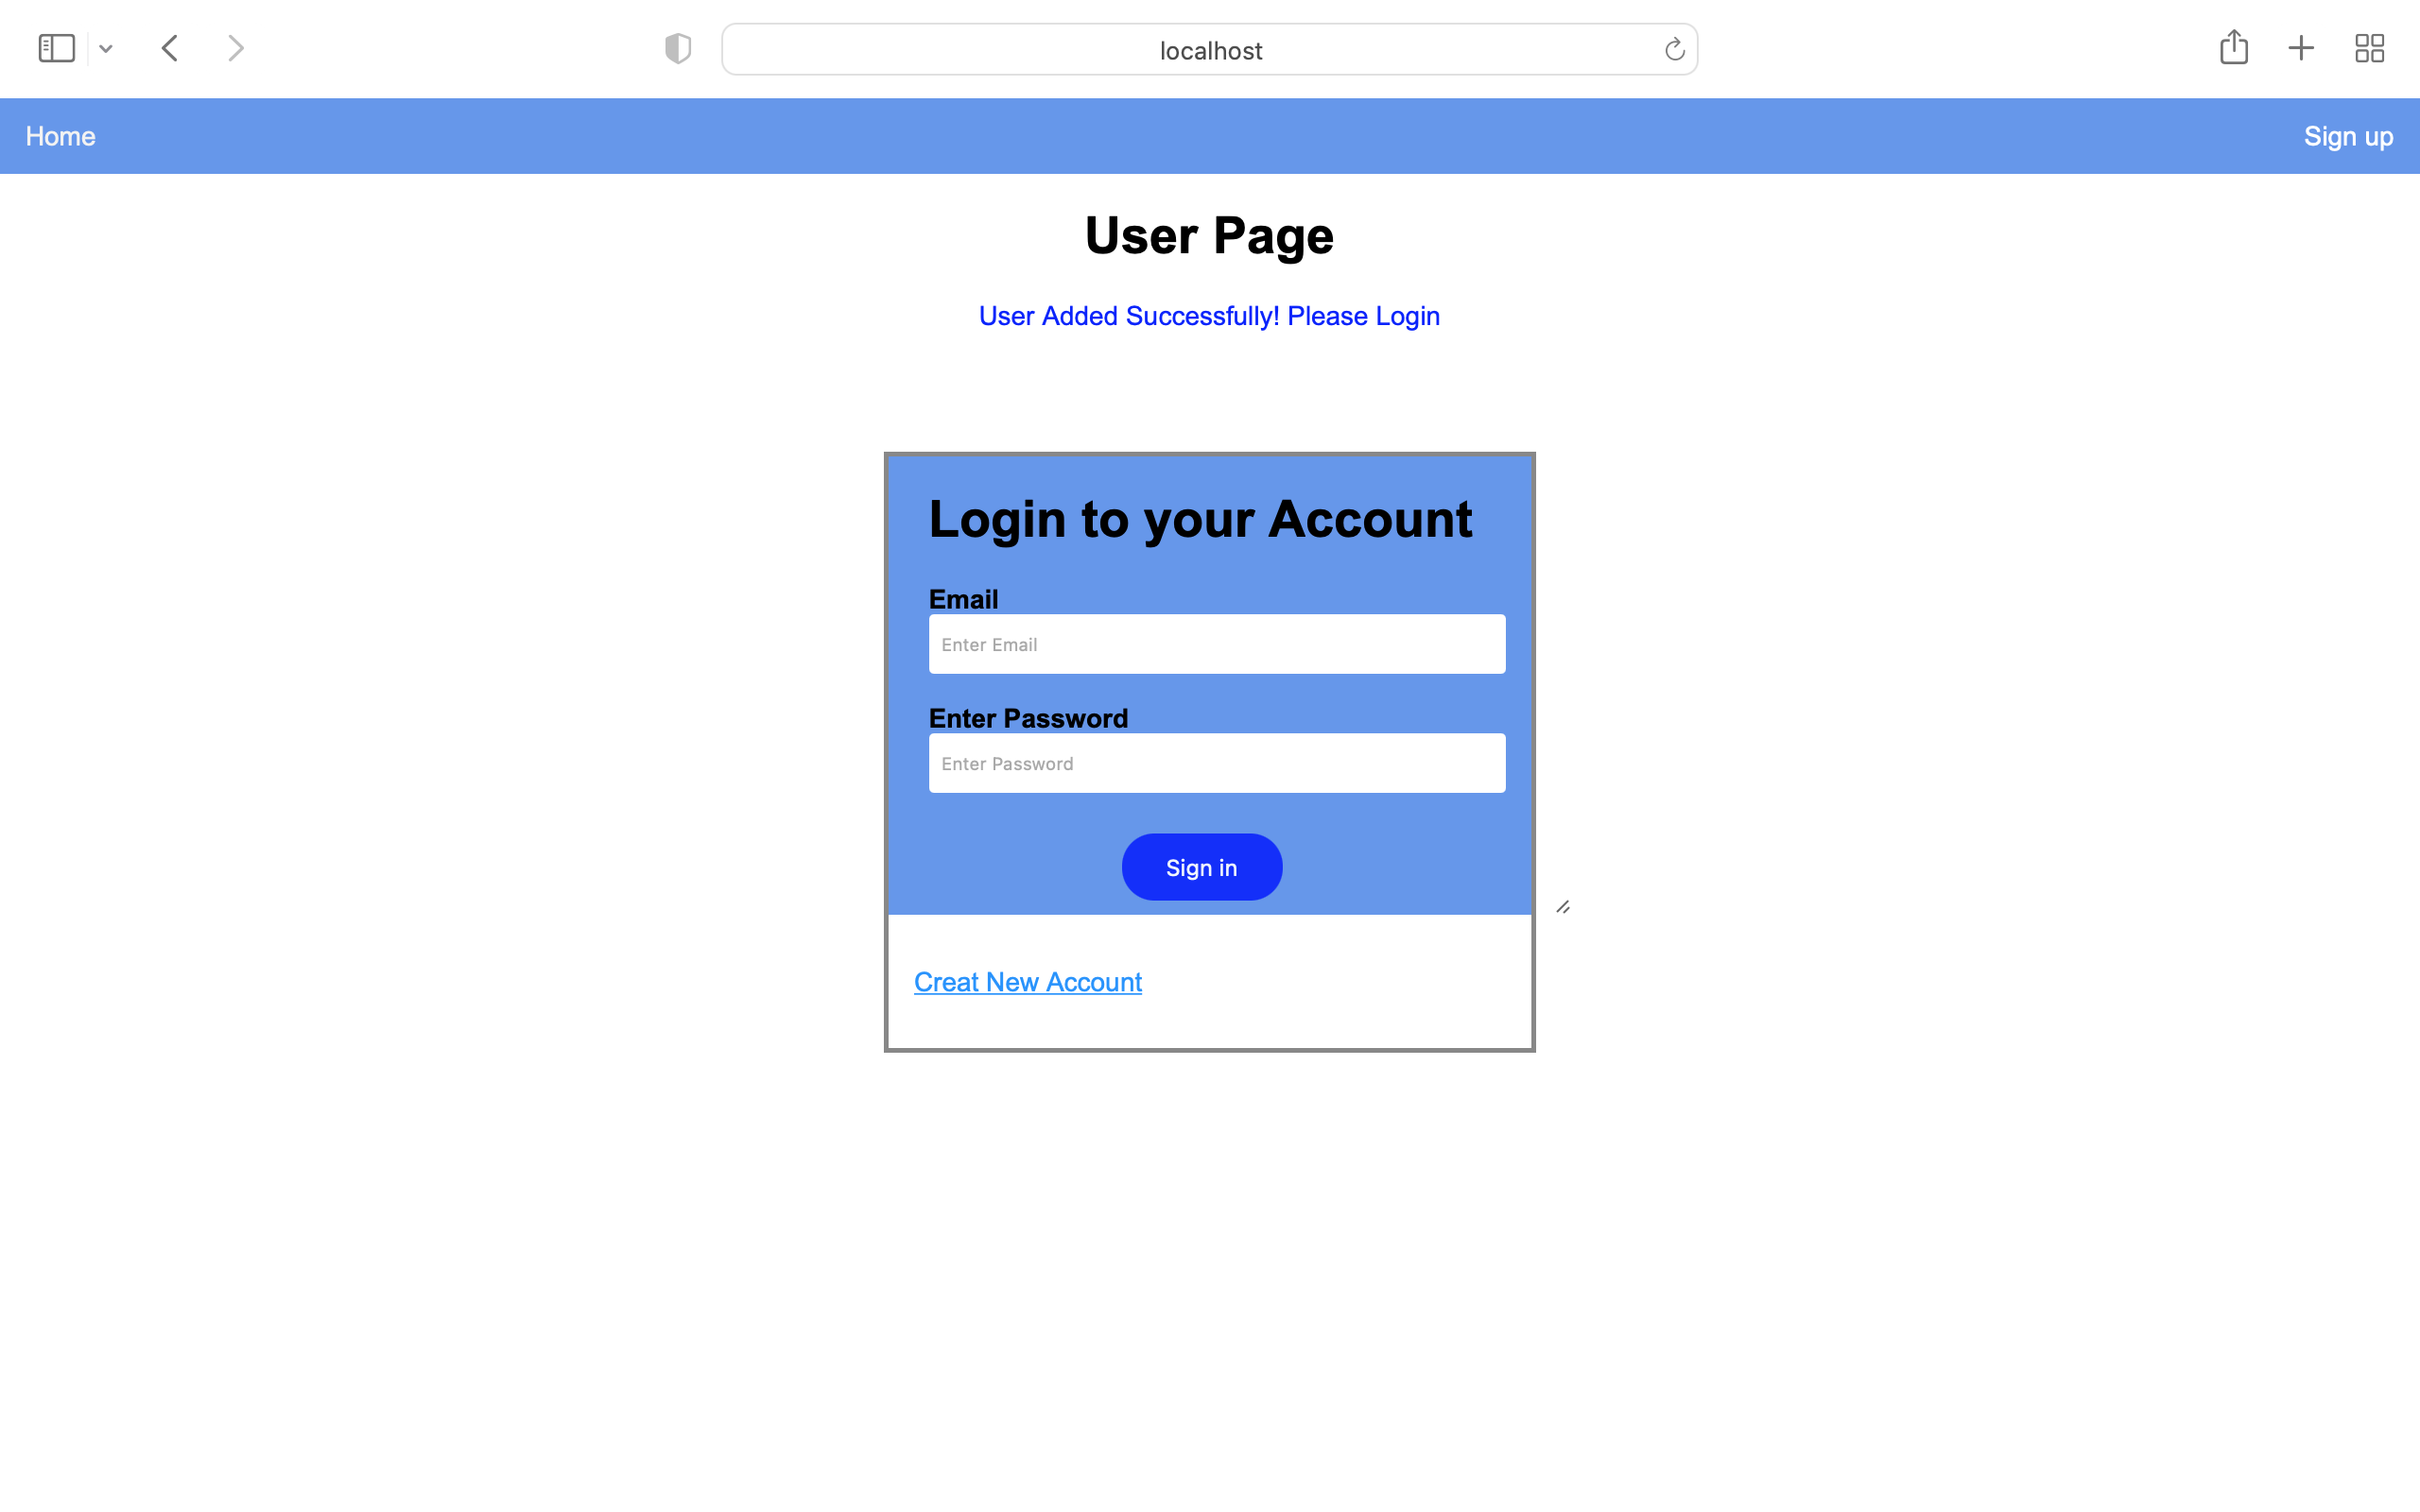 localhost
Home
Sign up
User Page
User Added Successfully! Please Login
Login to your Account
Email
Enter Email
Enter Password
Enter Password
Sign in
Creat New Account